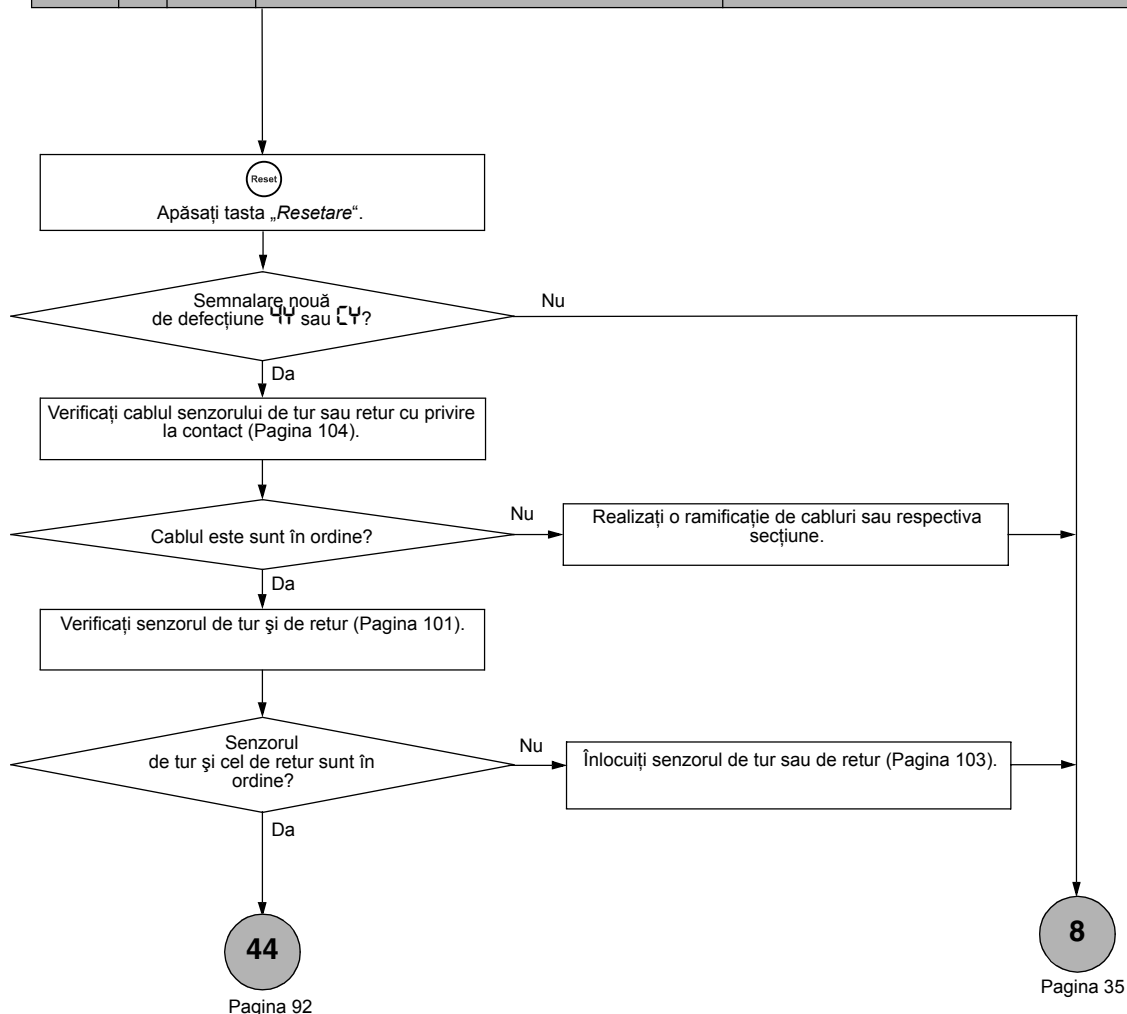 Reset
Apăsați tasta „Resetare“.
Semnalare nouă
de defecțiune 4Y sau CY?
Nu
Da
Verificați cablul senzorului de tur sau retur cu privire
la contact (Pagina 104).
Cablul este sunt în ordine?
Nu
Realizați o ramificație de cabluri sau respectiva
secțiune.
Da
Verificați senzorul de tur şi de retur (Pagina 101).
Senzorul
de tur şi cel de retur sunt în
ordine?
Nu
Înlocuiți senzorul de tur sau de retur (Pagina 103).
Da
44
Pagina 92
8
Pagina 35